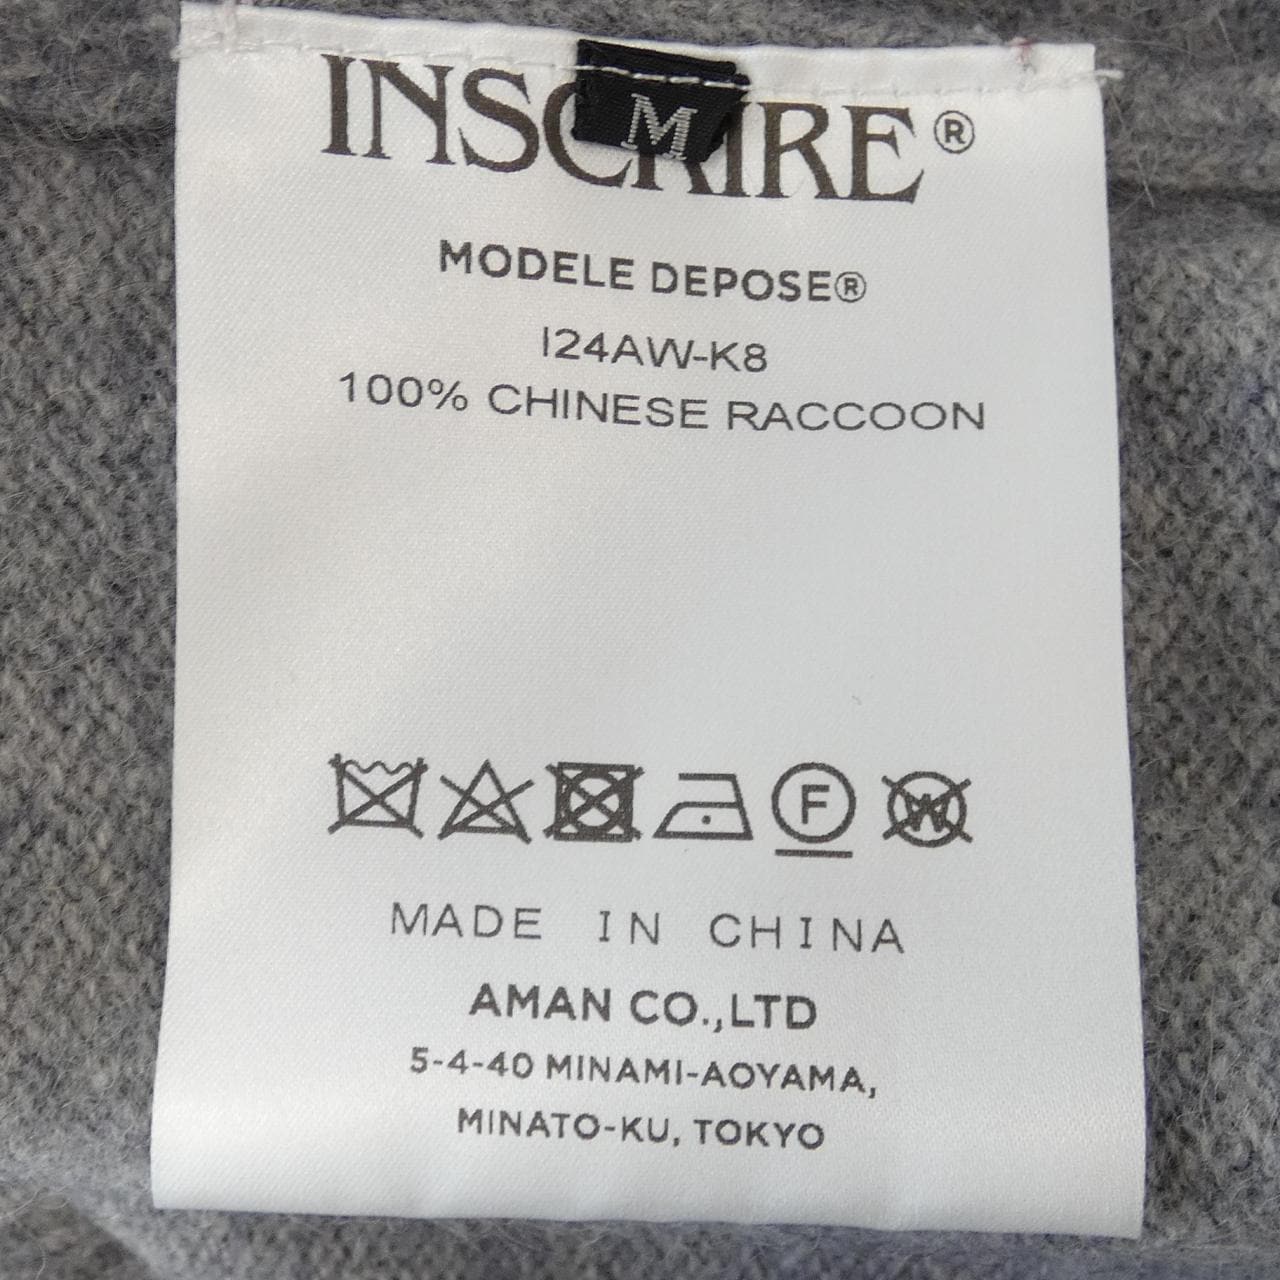 INSCRIRE®
M
MODELE DEPOSE®
I24AW-K8
100% CHINESE RACCOON
F
W
MADE IN CHINA
AMAN CO.,LTD
5-4-40 MINAMI-AOYAMA,
MINATO-KU, TOKYO